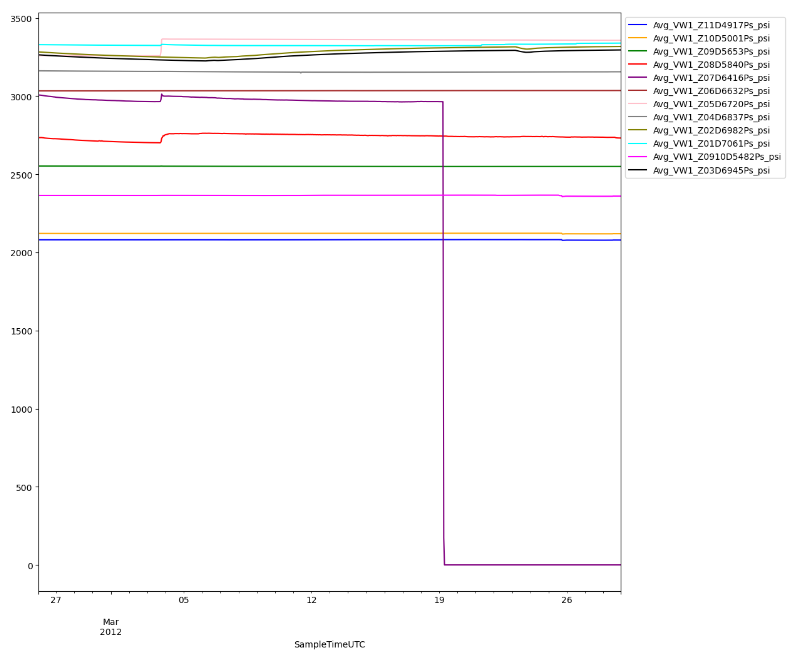 3500
3000
2500
2000
1500
1000
500
0
27
05
12
19
26
Mar
2012
SampleTimeUTC
Avg_VW1_Z11D4917Ps_psi
Avg_VW1_Z10D5001Ps_psi
Avg_VW1_Z09D5653Ps_psi
Avg_VW1_Z08D5840Ps_psi
Avg_VW1_Z07D6416Ps_psi
Avg_VW1_Z06D6632Ps_psi
Avg_VW1_Z05D6720Ps_psi
Avg_VW1_Z04D6837Ps_psi
Avg_VW1_Z02D6982Ps_psi
Avg_VW1_Z01D7061Ps_psi
Avg_VW1_Z0910D5482Ps_psi
Avg_VW1_Z03D6945Ps_psi